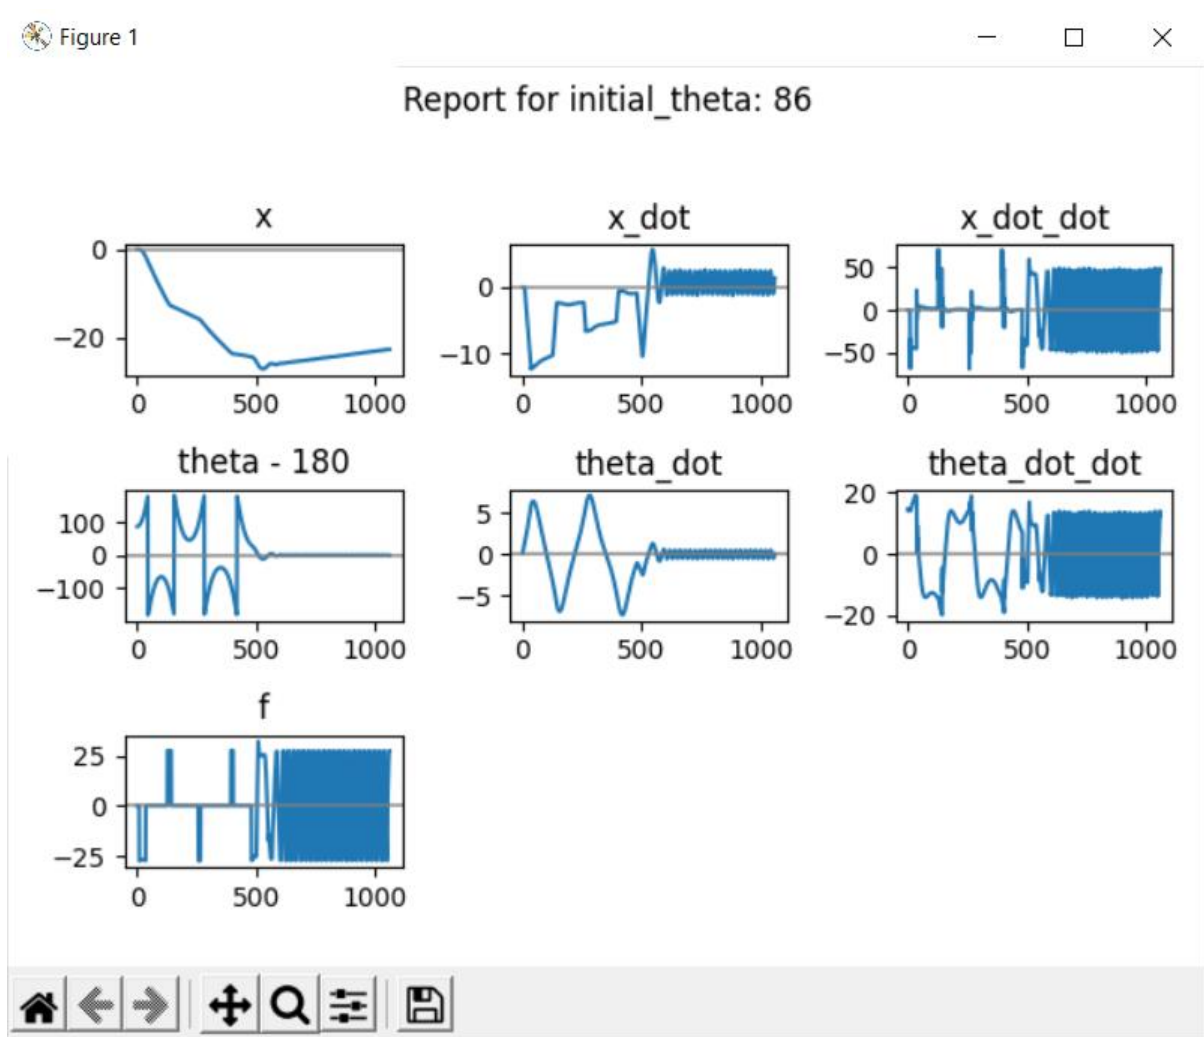 Figure 1
Report for initial_theta: 86
x x_dot x_dot_dot
0
−20
0 500 1000
0
−10
0 500 1000
50
0
−50
0 500 1000
theta - 180 theta_dot theta_dot_dot
100
0
−100
0 500 1000
5
0
−5
0 500 1000
20
0
−20
0 500 1000
f
25
0
−25
0 500 1000